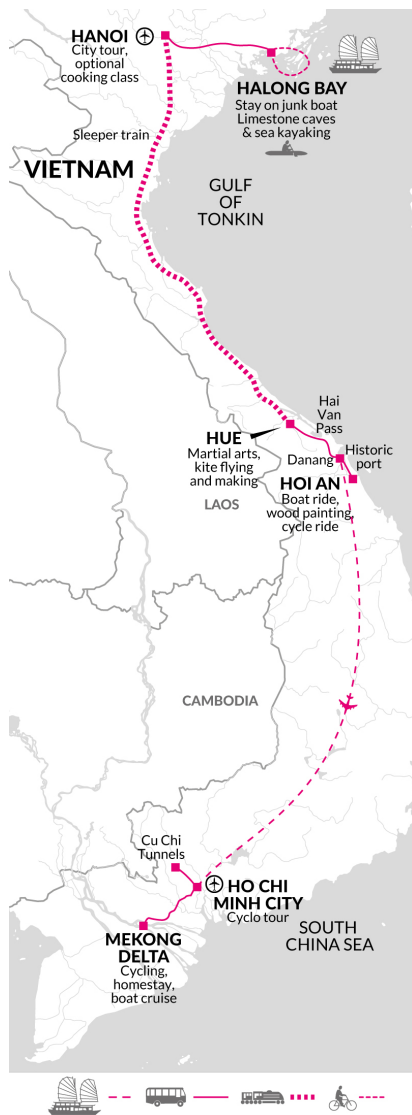 HANOI
City tour,
optional
cooking class
HALONG BAY
Stay on junk boat
Limestone caves
& sea kayaking
Sleeper train
VIETNAM
GULF
OF
TONKIN
Hai
Van
Pass
HUE
Martial arts,
kite flying
and making
Danang
Historic
port
HOI AN
Boat ride,
wood painting,
cycle ride
LAOS
CAMBODIA
Cu Chi
Tunnels
HO CHI
MINH CITY
Cyclo tour
MEKONG
DELTA
Cycling,
homestay,
boat cruise
SOUTH
CHINA SEA